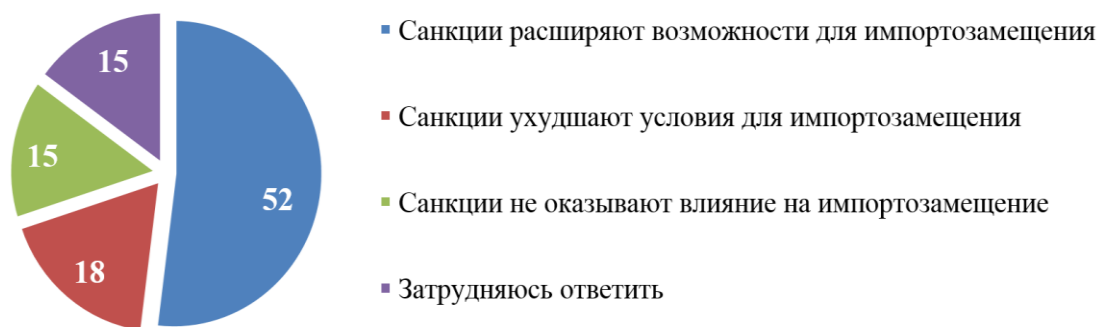 15
15
18
52
Санкции расширяют возможности для импортозамещения
Санкции ухудшают условия для импортозамещения
Санкции не оказывают влияние на импортозамещение
Затрудняюсь ответить